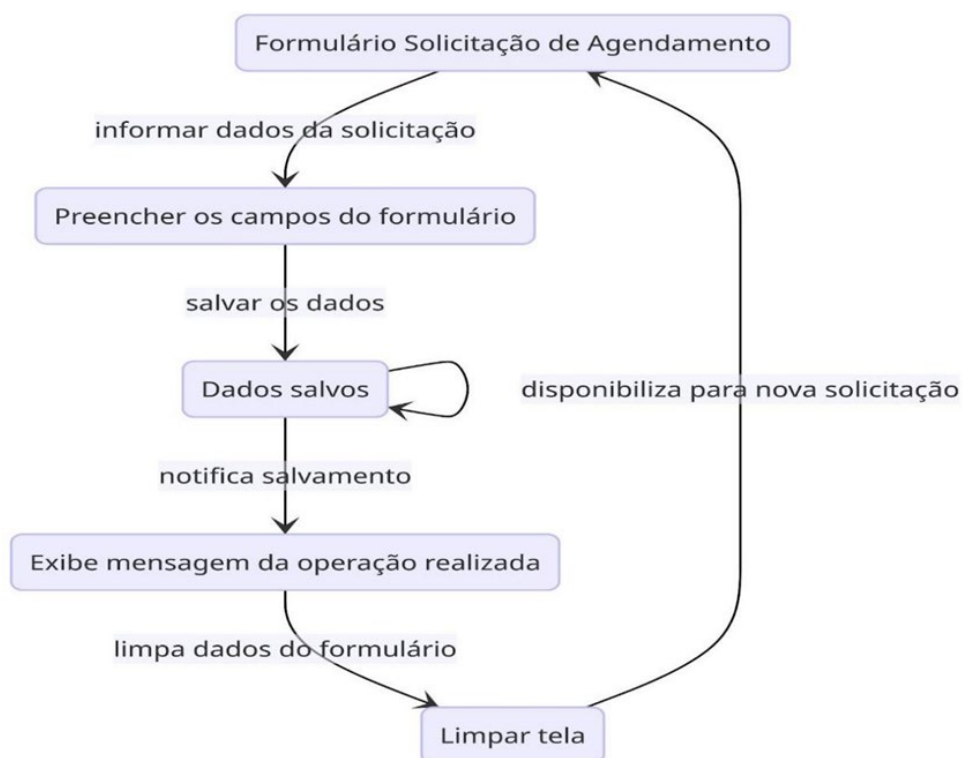 Formulário Solicitação de Agendamento
informar dados da solicitação
Preencher os campos do formulário
salvar os dados
Dados salvos
disponibiliza para nova solicitação
notifica salvamento
Exibe mensagem da operação realizada
limpa dados do formulário
Limpar tela